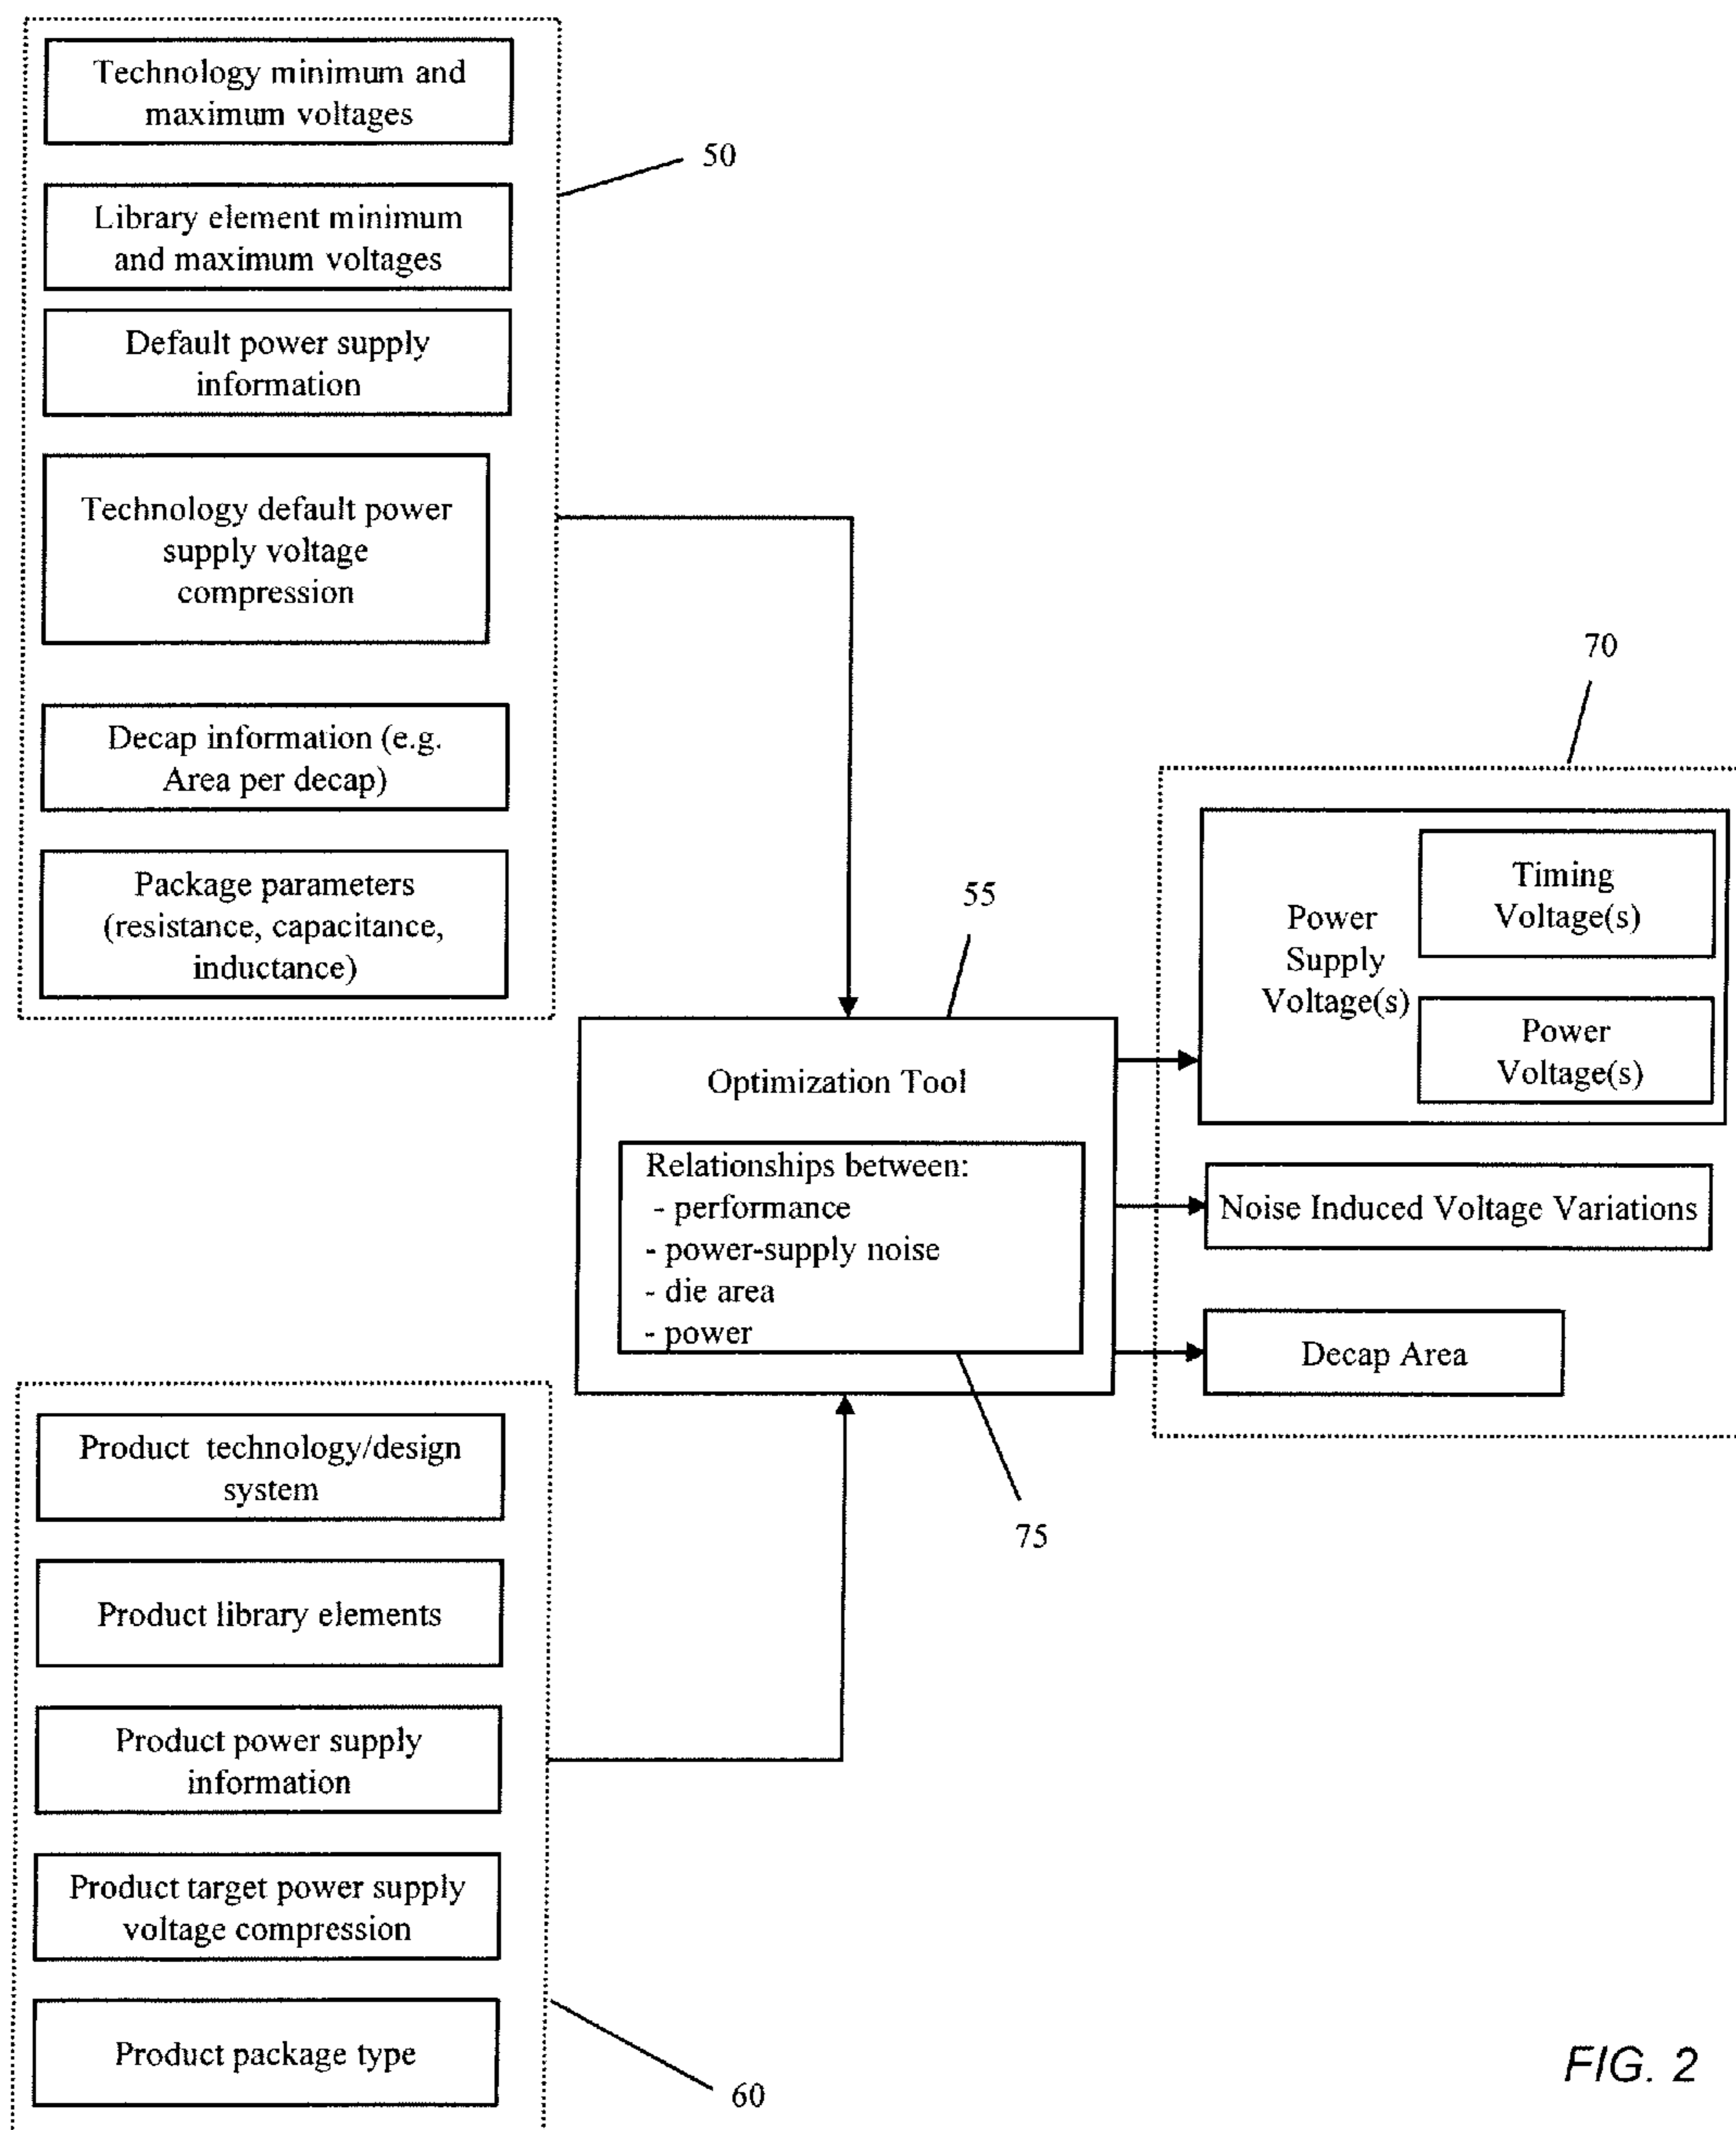 Technology minimum and
maximum voltages
Library element minimum
and maximum voltages
Default power supply
information
Technology default power
supply voltage
compression
Decap information (e.g.
Area per decap)
Package parameters
(resistance, capacitance,
inductance)
50
Product technology/design
system
Product library elements
Product power supply
information
Product target power supply
voltage compression
Product package type
60
55
Optimization Tool
Relationships between:
- performance
- power-supply noise
- die area
- power
75
70
Power
Supply
Voltage(s)
Timing
Voltage(s)
Power
Voltage(s)
Noise Induced Voltage Variations
Decap Area
FIG. 2